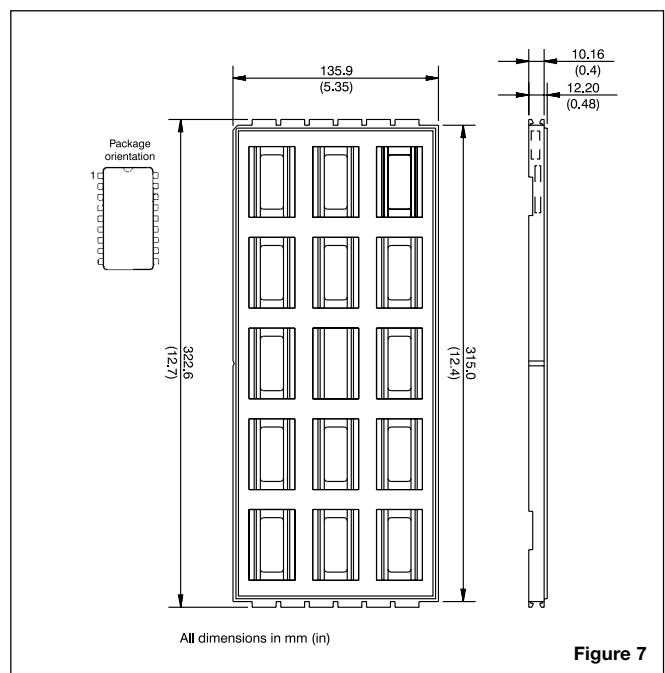 135.9
(5.35)
10.16
(0.4)
12.20
(0.48)
Package
orientation
1
322.6
(12.7)
315.0
(12.4)
All dimensions in mm (in)
Figure 7